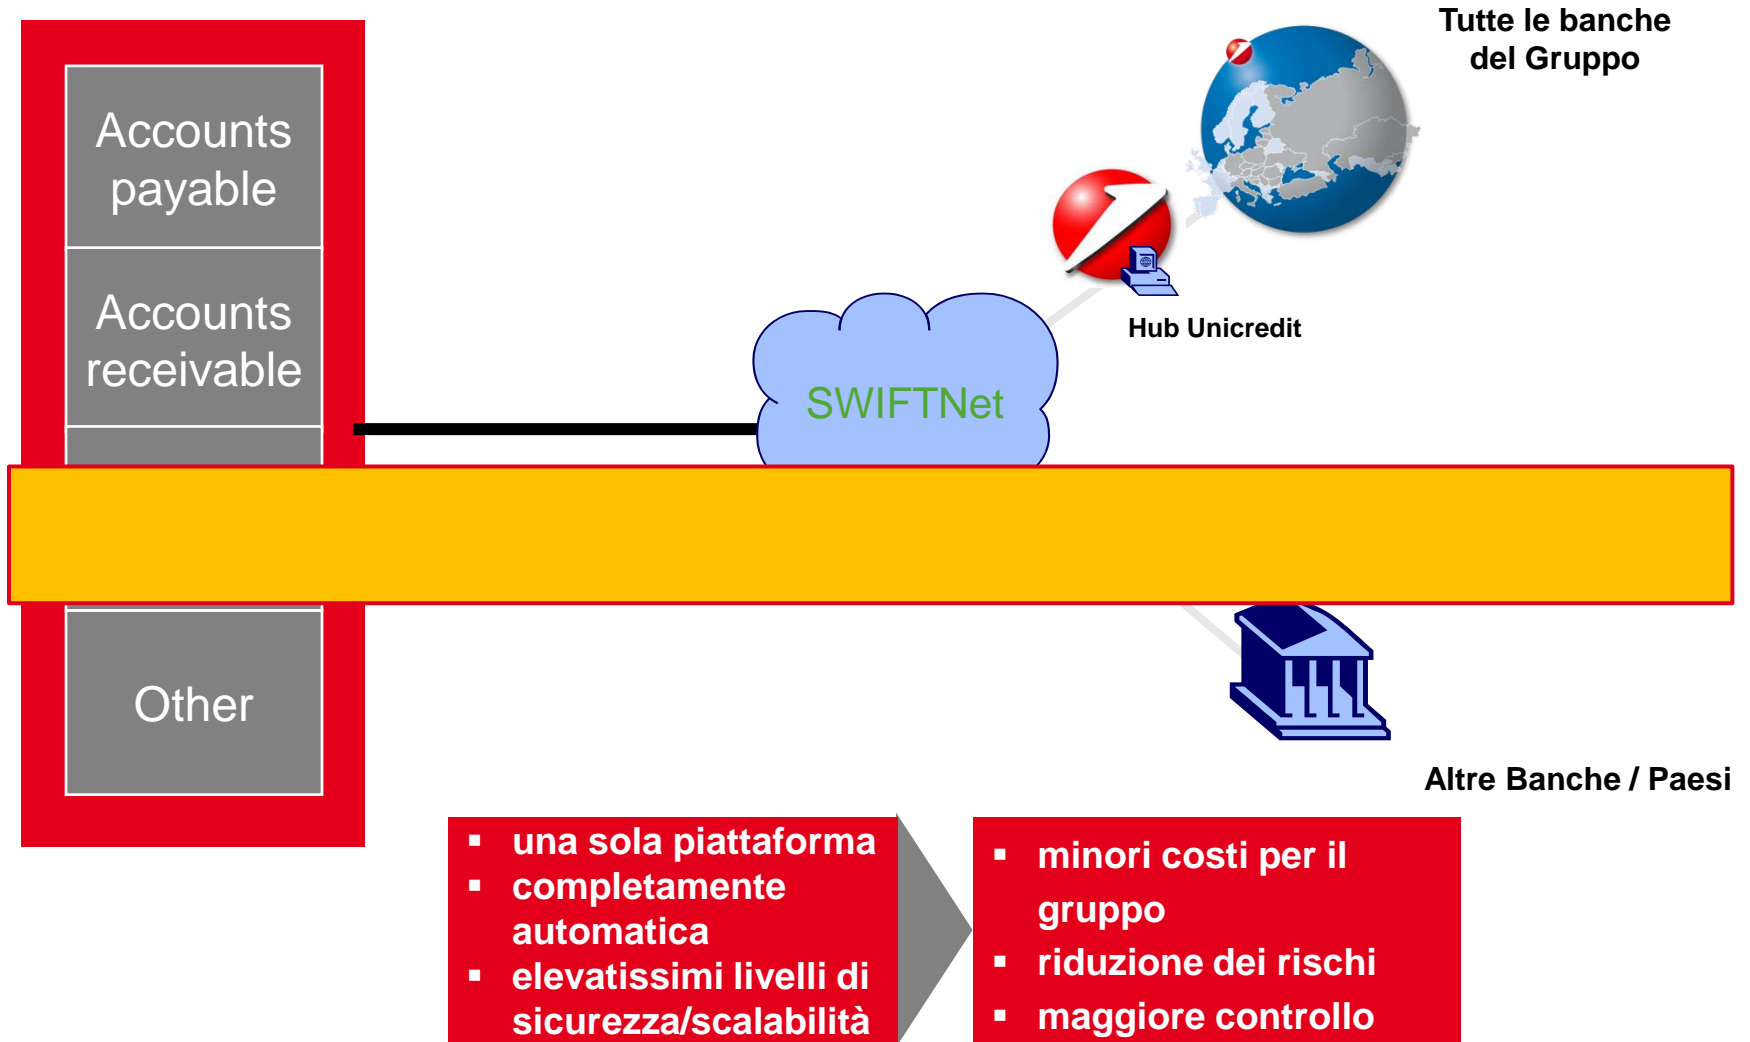 Tutte le banche
del Gruppo
Accounts
payable
Accounts
receivable
Hub Unicredit
SWIFTNet
Other
Altre Banche / Paesi
▪ una sola piattaforma
▪ completamente
automatica
▪ elevatissimi livelli di
sicurezza/scalabilità
▪ minori costi per il
gruppo
▪ riduzione dei rischi
▪ maggiore controllo